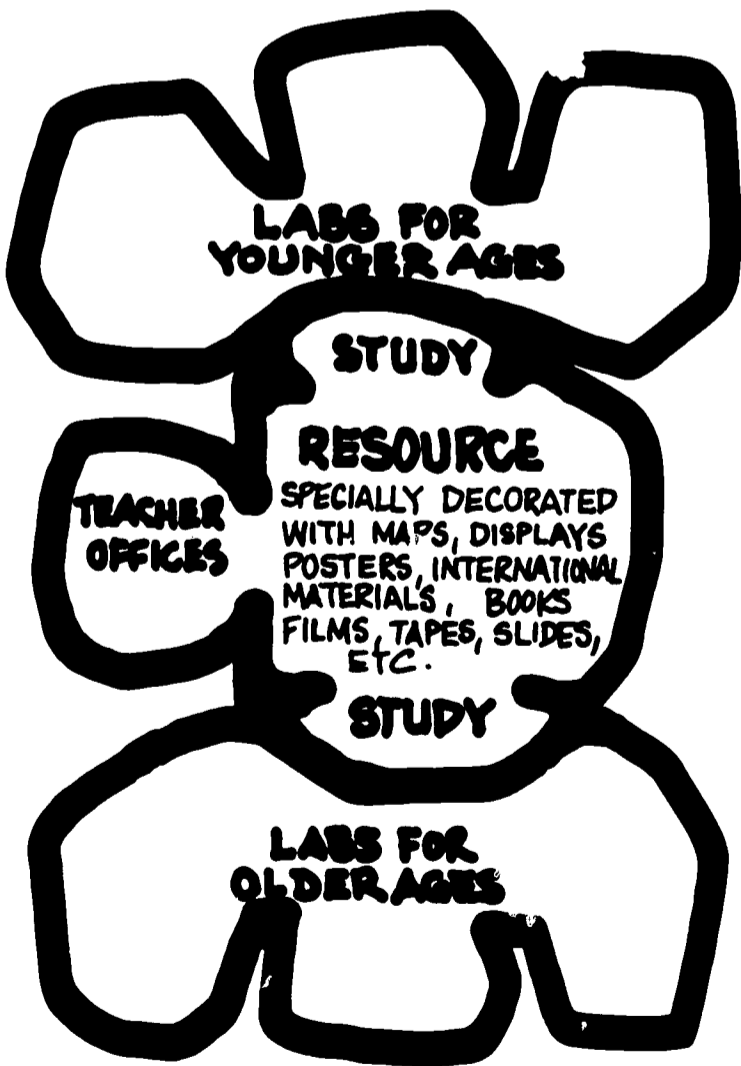 LABS FOR
YOUNGER AGES
STUDY
RESOURCE
SPECIALLY DECORATED
WITH MAPS, DISPLAYS
POSTERS, INTERNATIONAL
MATERIALS, BOOKS
FILMS, TAPES, SLIDES,
ETC.
TEACHER
OFFICES
STUDY
LABS FOR
OLDER AGES